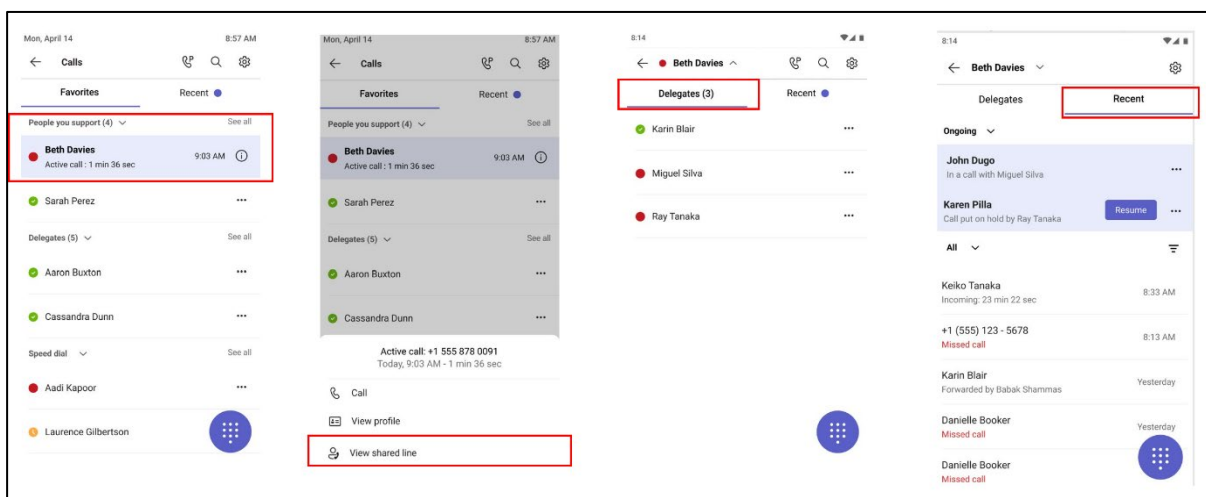 Mon, April 14 8:57 AM
Calls
Favorites Recent
People you support (4) See all
Beth Davies
Active call : 1 min 36 sec 9:03 AM
Sarah Perez
Delegates (5) See all
Aaron Buxton
Cassandra Dunn
Speed dial See all
Aadi Kapoor
Laurence Gilbertson
Mon, April 14 8:57 AM
Calls
Favorites Recent
People you support (4) See all
Beth Davies
Active call : 1 min 36 sec 9:03 AM
Sarah Perez
Delegates (5) See all
Aaron Buxton
Cassandra Dunn
Active call: +1 555 878 0091
Today, 9:03 AM - 1 min 36 sec
Call
View profile
View shared line
8:14
Beth Davies
Delegates (3) Recent
Karin Blair
Miguel Silva
Ray Tanaka
8:14
Beth Davies
Delegates Recent
Ongoing
John Dugo
In a call with Miguel Silva
Karen Pilla
Call put on hold by Ray Tanaka Resume
All
Keiko Tanaka
Incoming: 23 min 22 sec 8:33 AM
+1 (555) 123 - 5678
Missed call 8:13 AM
Karin Blair
Forwarded by Babak Shammas Yesterday
Danielle Booker
Missed call Yesterday
Danielle Booker
Missed call